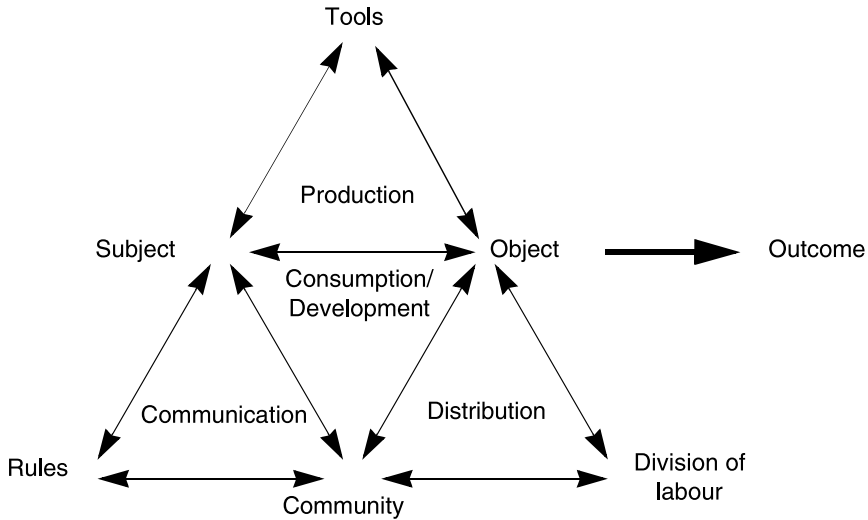 Tools
Production
Subject
Object
Outcome
Consumption/
Development
Communication
Distribution
Rules
Community
Division of
labour